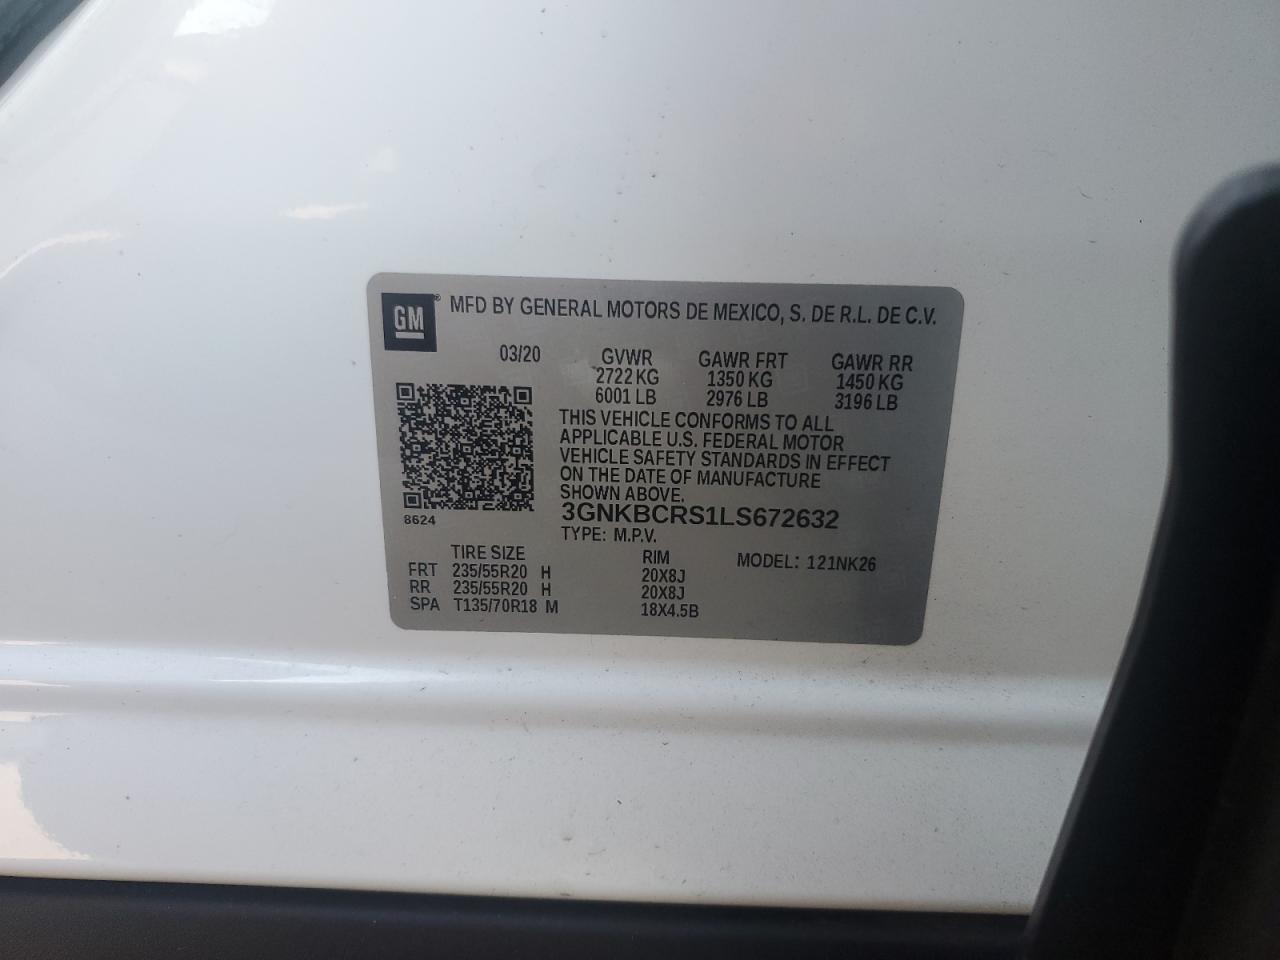 GM ® MFD BY GENERAL MOTORS DE MEXICO, S. DE R.L. DE C.V.
03/20 GVWR GAWR FRT GAWR RR
2722 KG 1350 KG 1450 KG
6001 LB 2976 LB 3196 LB
THIS VEHICLE CONFORMS TO ALL
APPLICABLE U.S. FEDERAL MOTOR
VEHICLE SAFETY STANDARDS IN EFFECT
ON THE DATE OF MANUFACTURE
SHOWN ABOVE.
8624 3GNKBCRS1LS672632
TYPE: M.P.V.
TIRE SIZE RIM MODEL: 121NK26
FRT 235/55R20 H 20X8J
RR 235/55R20 H 20X8J
SPA T135/70R18 M 18X4.5B